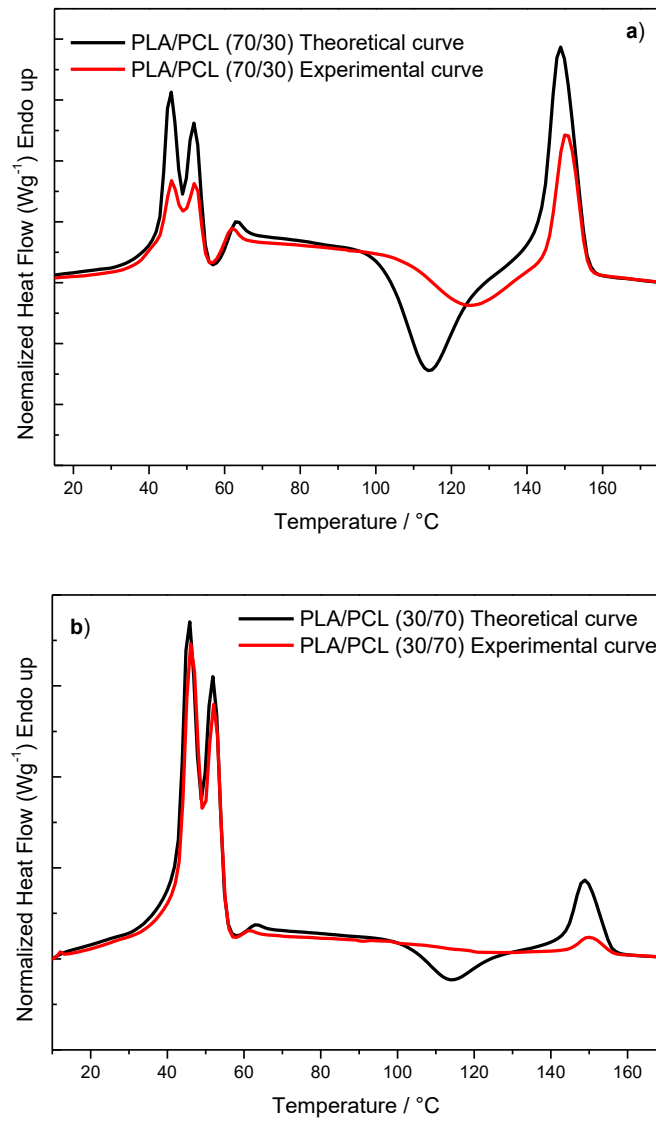 PLA/PCL (70/30) Theoretical curve
PLA/PCL (70/30) Experimental curve
a)
Noemalized Heat Flow (Wg⁻¹) Endo up
20 40 60 80 100 120 140 160
Temperature / °C
b)
PLA/PCL (30/70) Theoretical curve
PLA/PCL (30/70) Experimental curve
Normalized Heat Flow (Wg⁻¹) Endo up
20 40 60 80 100 120 140 160
Temperature / °C